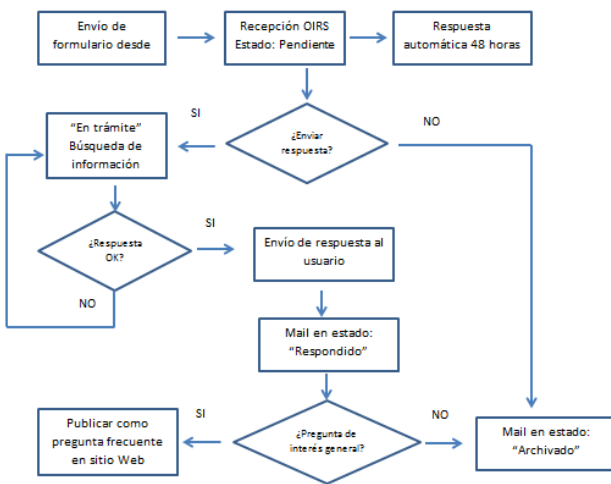 Envío de
formulario desde
Recepción OIRS
Estado: Pendiente
Respuesta
automática 48 horas
SI
¿Enviar
respuesta?
NO
"En trámite"
Búsqueda de
información
¿Respuesta
OK?
SI
NO
Envío de respuesta al
usuario
Mail en estado:
"Respondido"
SI
¿Pregunta de
interés general?
NO
Publicar como
pregunta frecuente
en sitio Web
Mail en estado:
"Archivado"